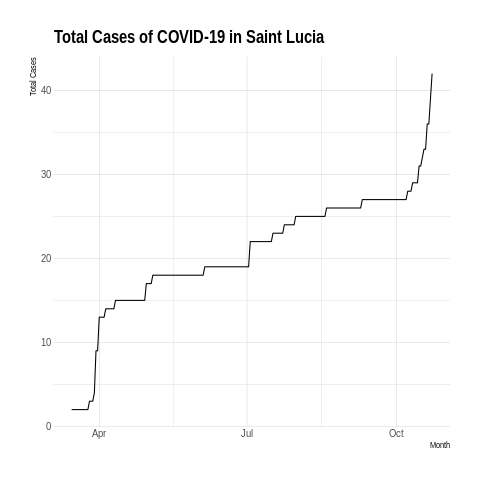 Total Cases of COVID-19 in Saint Lucia
Total Cases
40
30
20
10
0
Apr
Jul
Oct
Month